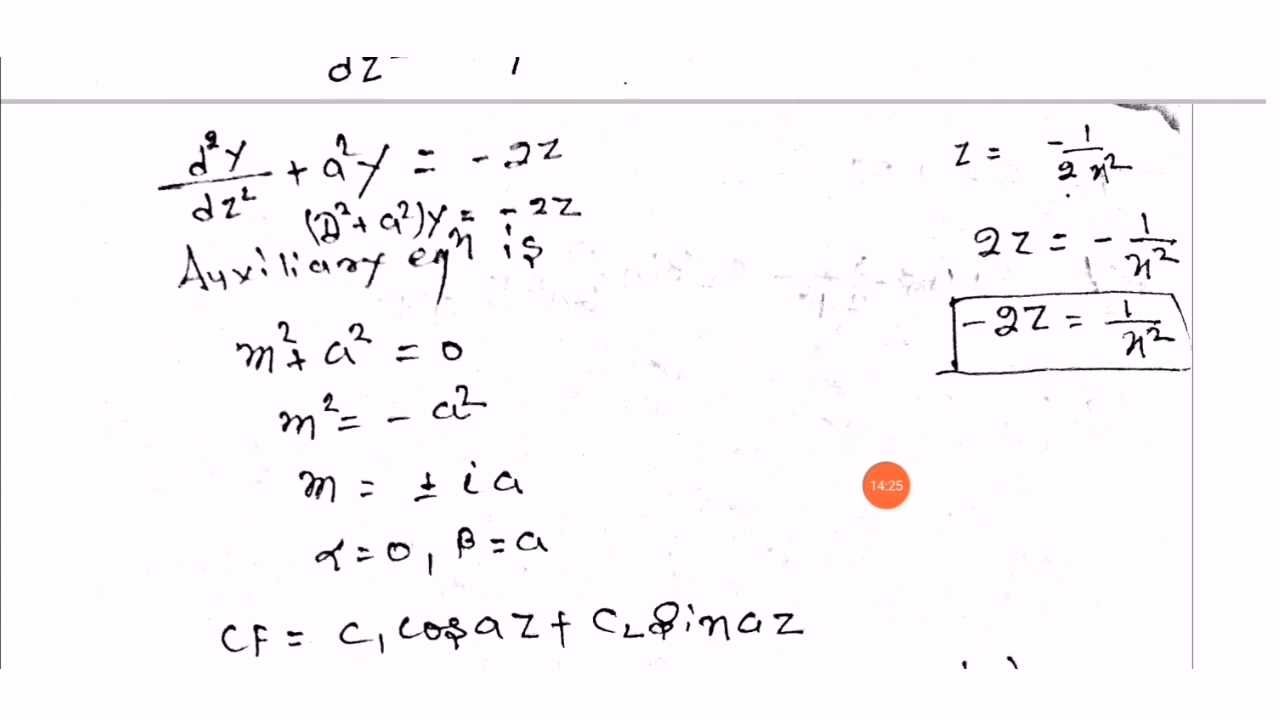 dz²
d²y/dz² + a²y = -2z
(D²+a²)y = -2z
Auxiliary eqn is
m² + a² = 0
m² = -a²
m = ± i a
α = 0, β = a
CF = C₁ cos az + C₂ sin az
z = -1/2x²
2z = -1/x²
-2z = 1/x²
14:25